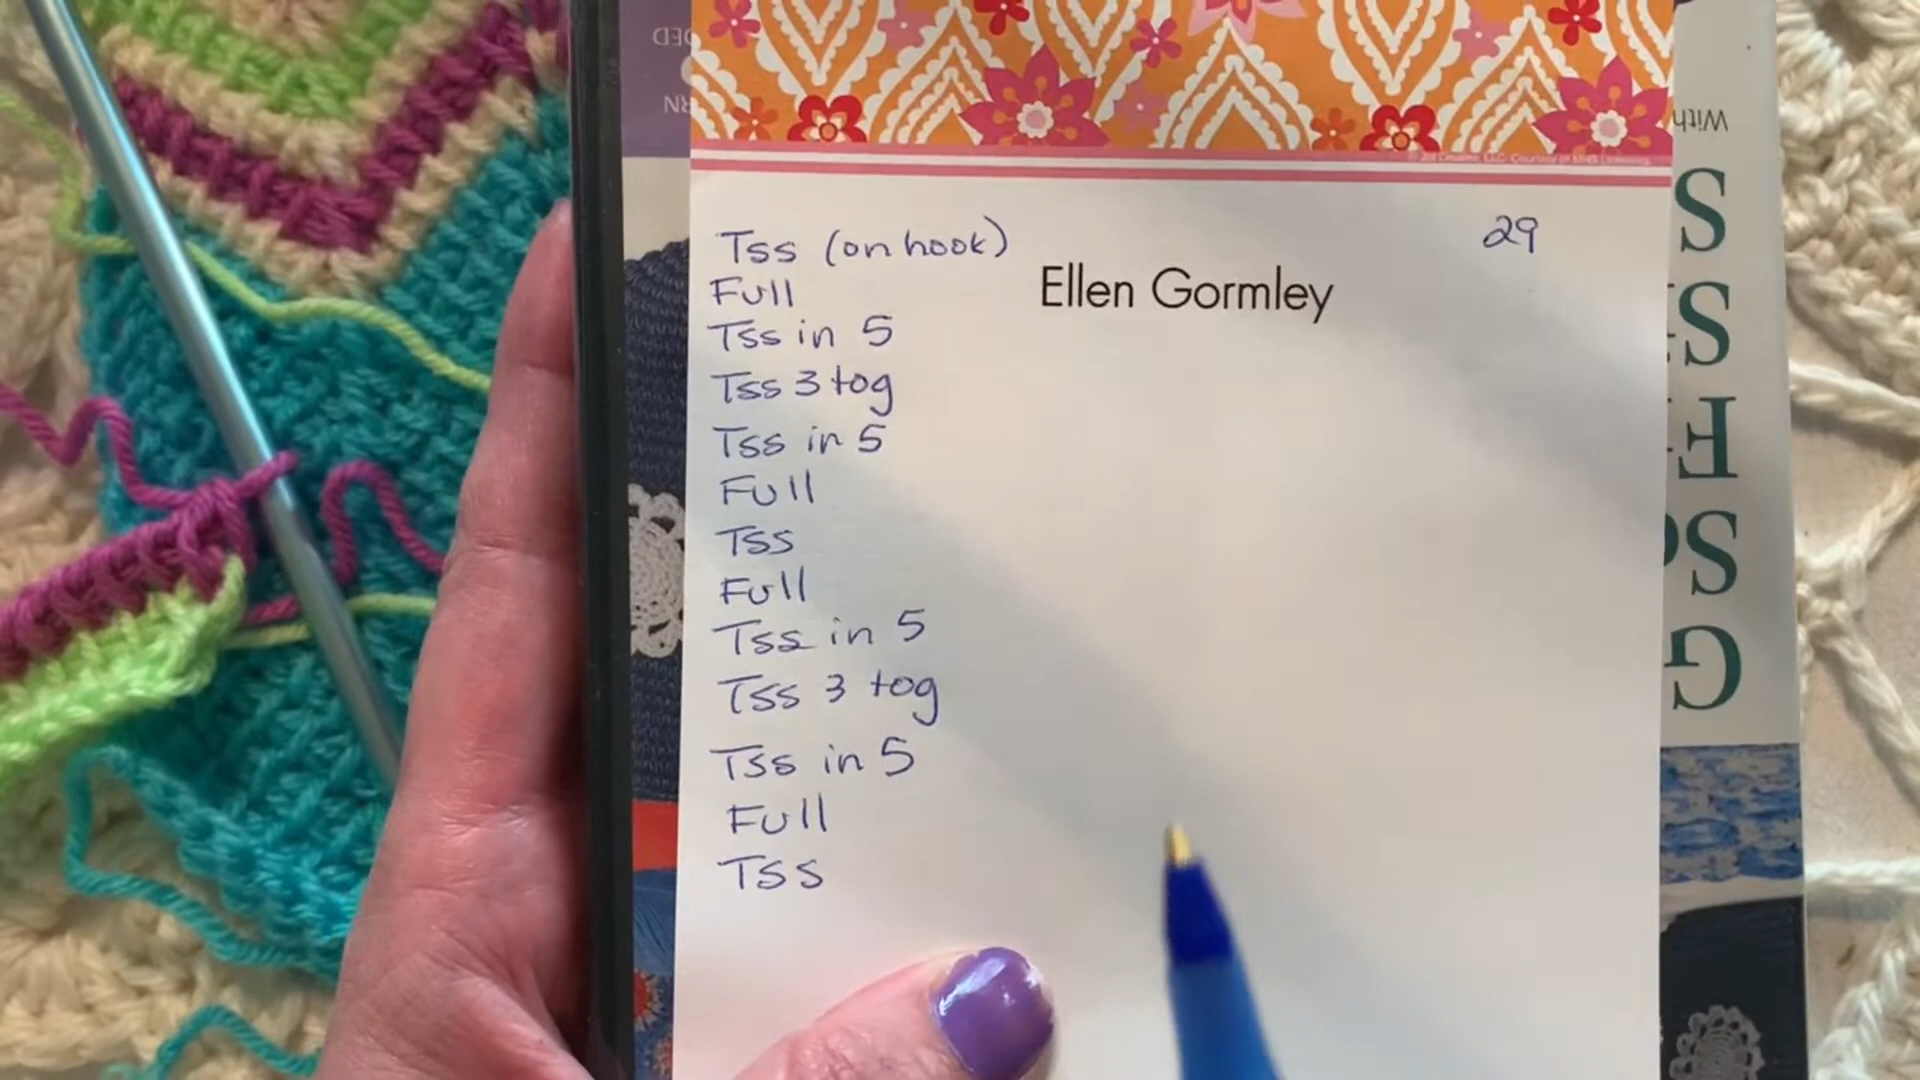 Tss (on hook) 29
Ellen Gormley
Full
Tss in 5
Tss 3 tog
Tss in 5
Full
Tss
Full
Tss in 5
Tss 3 tog
Tss in 5
Full
Tss
With